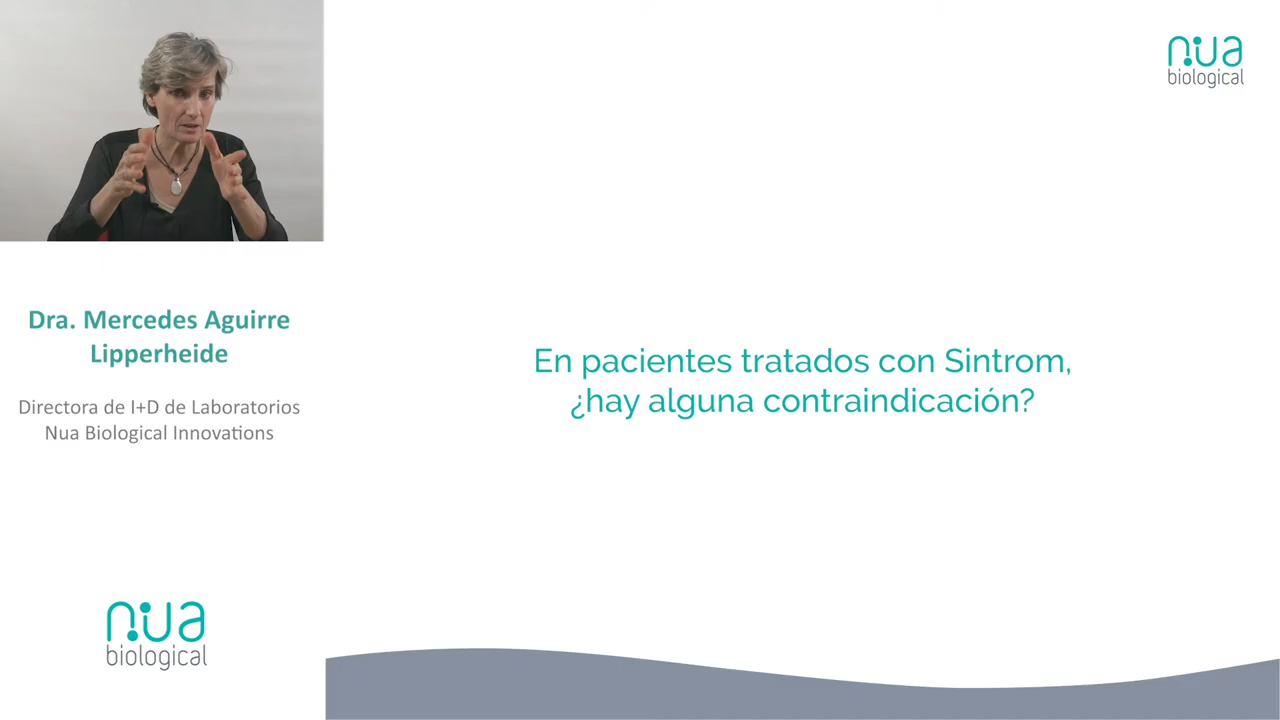 nua
biological
Dra. Mercedes Aguirre
Lipperheide
Directora de I+D de Laboratorios
Nua Biological Innovations
En pacientes tratados con Sintrom,
¿hay alguna contraindicación?
nua
biological